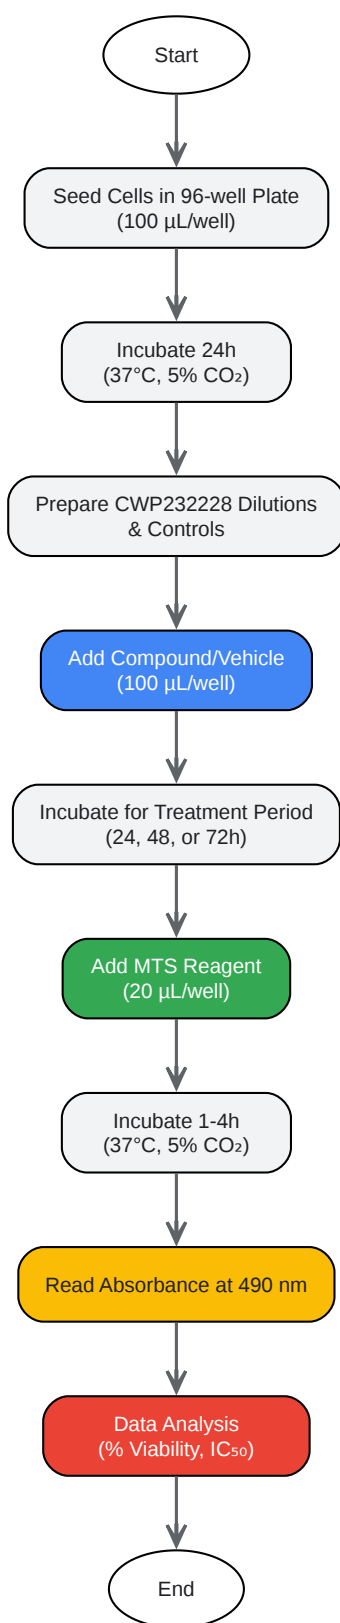 Start
Seed Cells in 96-well Plate
(100 µL/well)
Incubate 24h
(37°C, 5% CO₂)
Prepare CWP232228 Dilutions
& Controls
Add Compound/Vehicle
(100 µL/well)
Incubate for Treatment Period
(24, 48, or 72h)
Add MTS Reagent
(20 µL/well)
Incubate 1-4h
(37°C, 5% CO₂)
Read Absorbance at 490 nm
Data Analysis
(% Viability, IC₅₀)
End